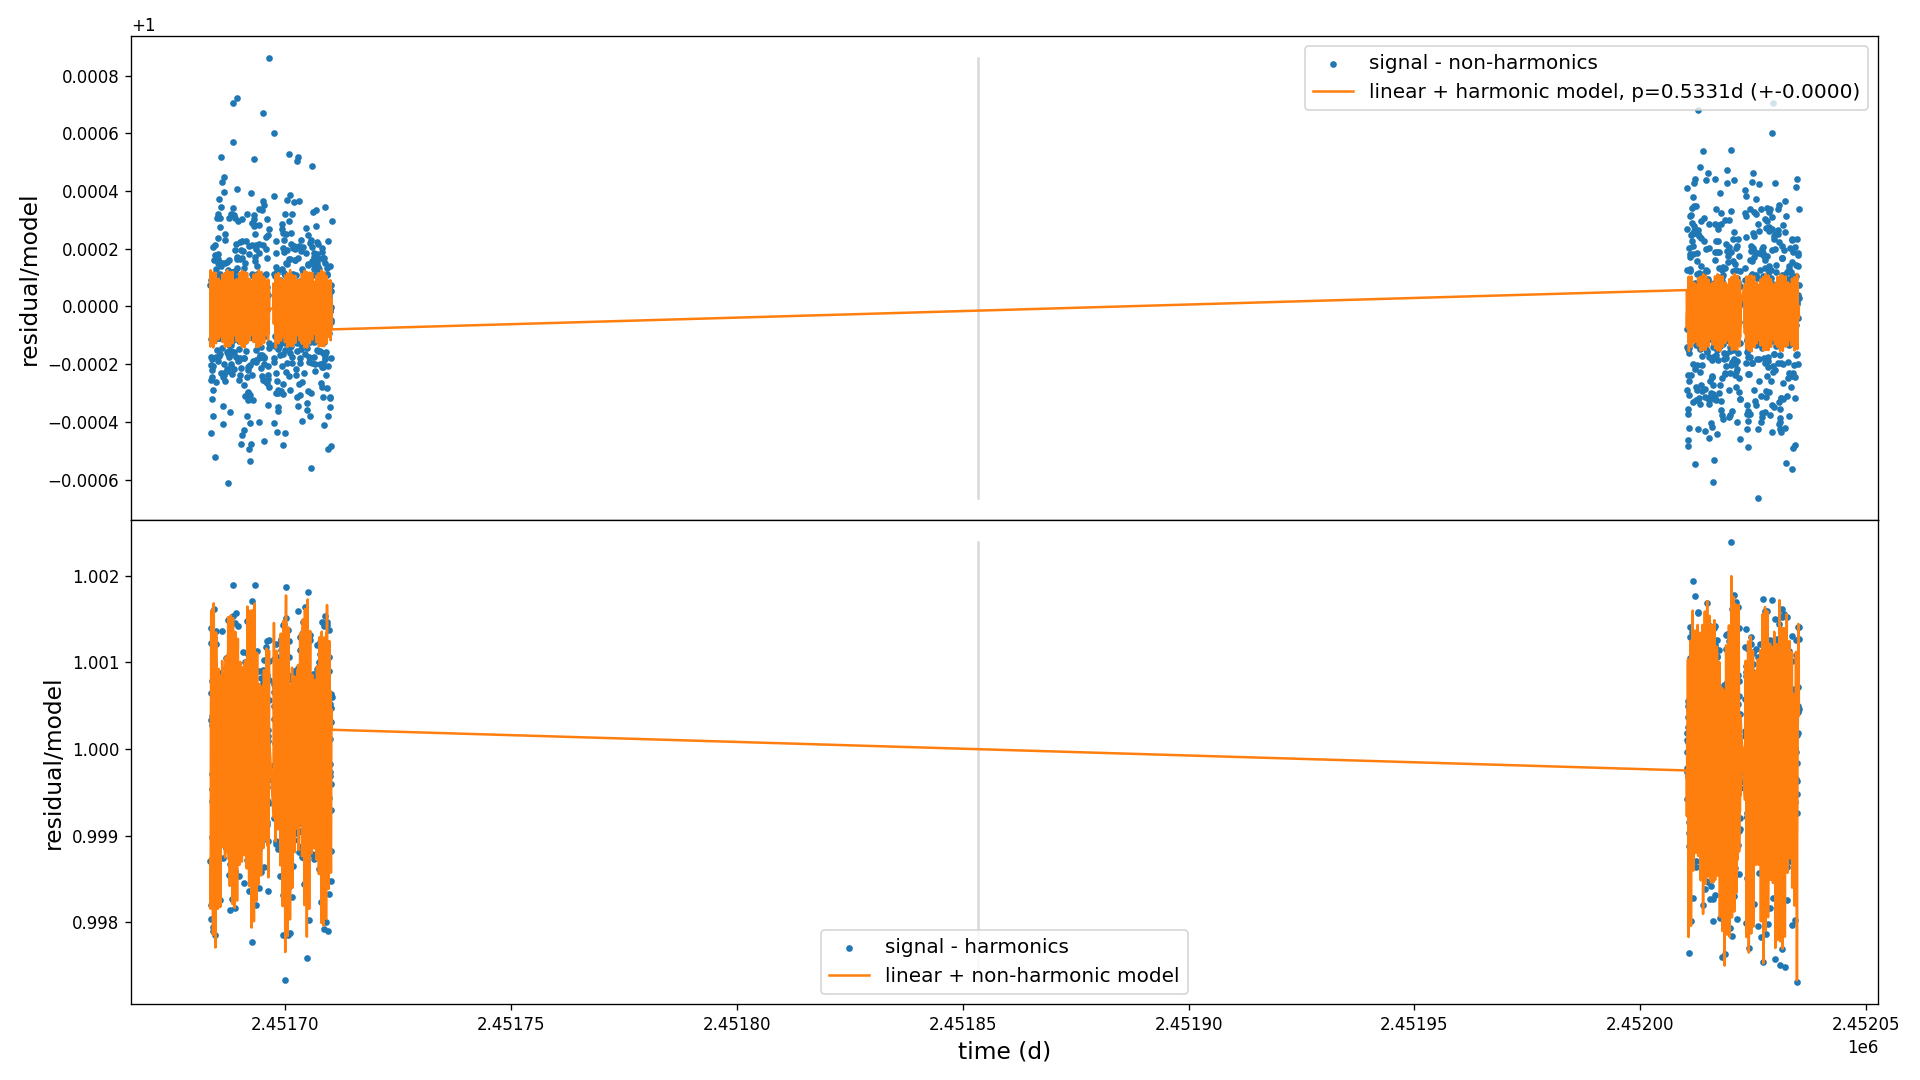 +1
signal - non-harmonics
linear + harmonic model, p=0.5331d (+-0.0000)
0.0008
0.0006
0.0004
0.0002
0.0000
−0.0002
−0.0004
−0.0006
residual/model
1.002
1.001
1.000
0.999
0.998
residual/model
signal - harmonics
linear + non-harmonic model
2.45170
2.45175
2.45180
2.45185
2.45190
2.45195
2.45200
2.45205
time (d)
1e6